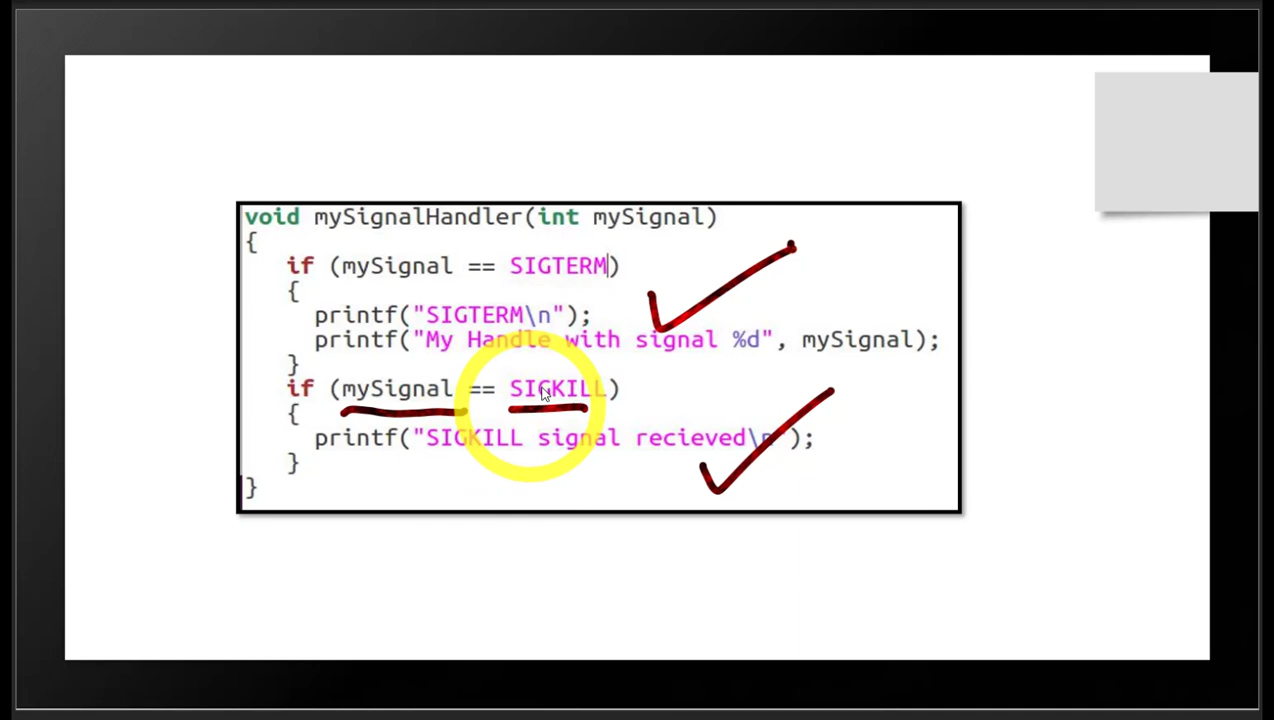 void mySignalHandler(int mySignal)
{
if (mySignal == SIGTERM)
{
printf("SIGTERM\n");
printf("My Handle with signal %d", mySignal);
}
if (mySignal == SIGKILL)
{
printf("SIGKILL signal recieved\n");
}
}